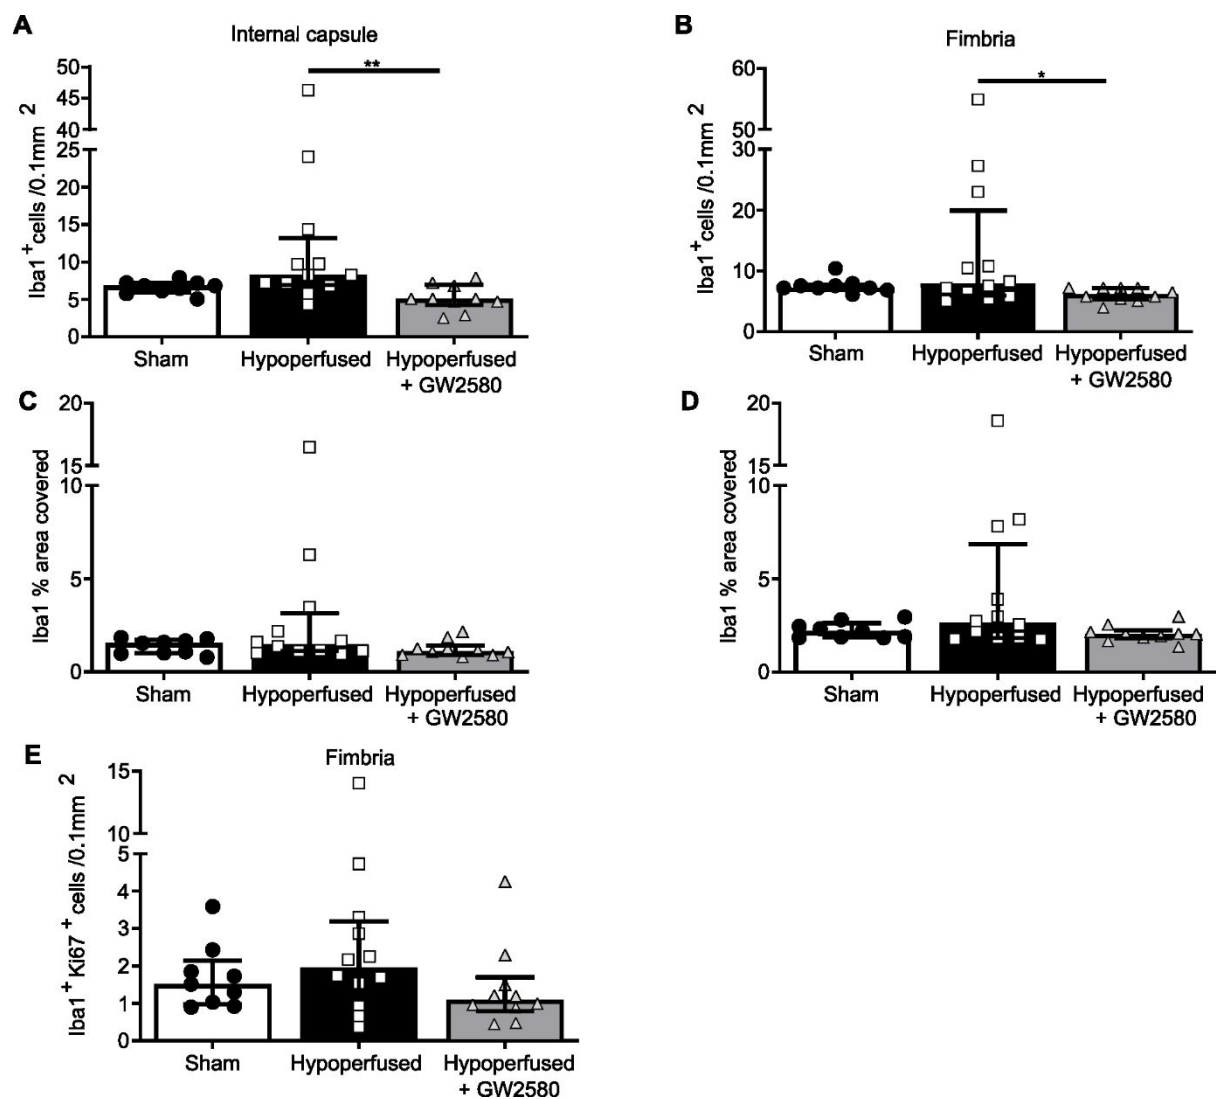 A
Internal capsule
**
Iba1 + cells /0.1mm 2
50
45
40
25
20
15
10
5
0
Sham
Hypoperfused
Hypoperfused
+ GW2580
B
Fimbria
*
Iba1 + cells /0.1mm 2
60
50
30
20
10
0
Sham
Hypoperfused
Hypoperfused
+ GW2580
C
Iba1 % area covered
20
15
10
5
0
Sham
Hypoperfused
Hypoperfused
+ GW2580
D
Iba1 % area covered
20
15
10
5
0
Sham
Hypoperfused
Hypoperfused
+ GW2580
E
Fimbria
Iba1 + Ki67 + cells /0.1mm 2
15
10
5
4
3
2
1
0
Sham
Hypoperfused
Hypoperfused
+ GW2580